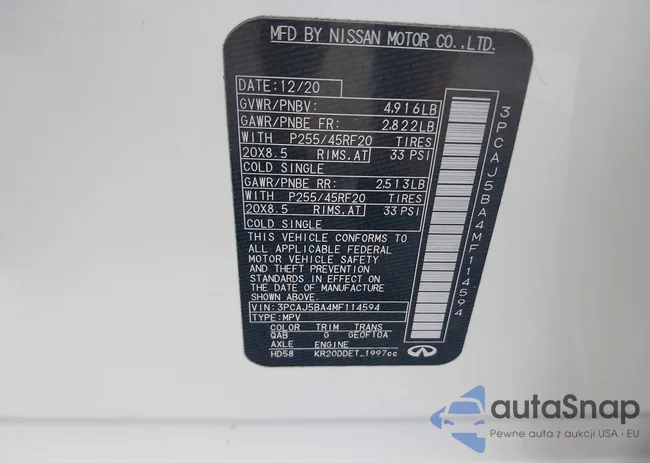 MFD BY NISSAN MOTOR CO.,LTD.
DATE: 12/20
GVWR/PNBV: 4,916LB
GAWR/PNBE FR: 2,822LB
WITH P255/45RF20 TIRES
20X8.5 RIMS.AT 33 PSI
COLD SINGLE
GAWR/PNBE RR: 2,513LB
WITH P255/45RF20 TIRES
20X8.5 RIMS.AT 33 PSI
COLD SINGLE
THIS VEHICLE CONFORMS TO
ALL APPLICABLE FEDERAL
MOTOR VEHICLE SAFETY
AND THEFT PREVENTION
STANDARDS IN EFFECT ON
THE DATE OF MANUFACTURE
SHOWN ABOVE.
VIN: 3PCAJ5BA4MF114594
TYPE: MPV
COLOR TRIM TRANS
QAB G GE0F10A
AXLE ENGINE
HD58 KR20DDET_1997cc
3PCAJ5BA4MF114594
autaSnap
Pewne auta z aukcji USA i EU